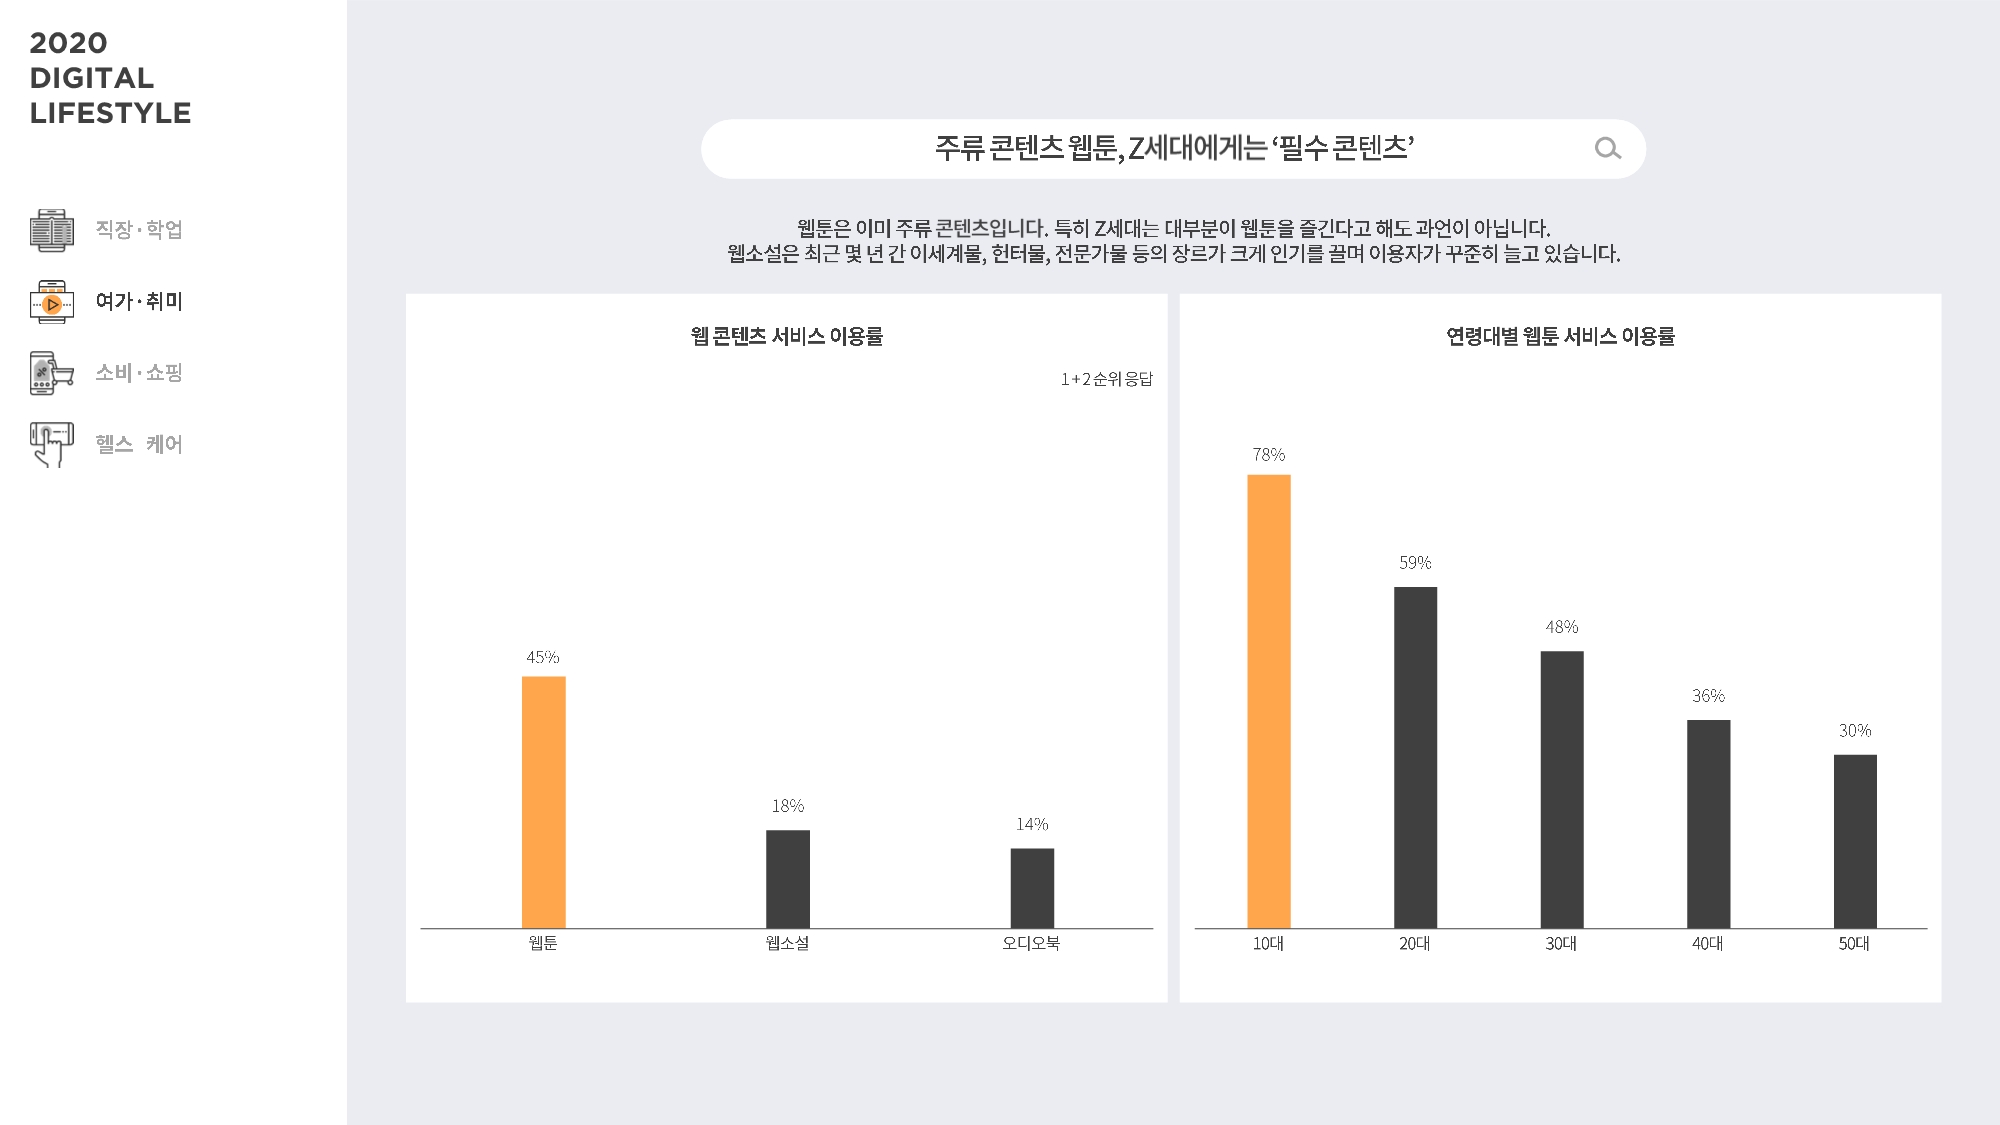 2020
DIGITAL
LIFESTYLE
직장·학업
여가·취미
소비·쇼핑
헬스 케어
주류 콘텐츠 웹툰, Z세대에게는 ‘필수 콘텐츠’
웹툰은 이미 주류 콘텐츠입니다. 특히 Z세대는 대부분이 웹툰을 즐긴다고 해도 과언이 아닙니다.
웹소설은 최근 몇 년 간 이세계물, 헌터물, 전문가물 등의 장르가 크게 인기를 끌며 이용자가 꾸준히 늘고 있습니다.
웹 콘텐츠 서비스 이용률
1+2순위 응답
45%
18%
14%
웹툰
웹소설
오디오북
연령대별 웹툰 서비스 이용률
78%
59%
48%
36%
30%
10대
20대
30대
40대
50대